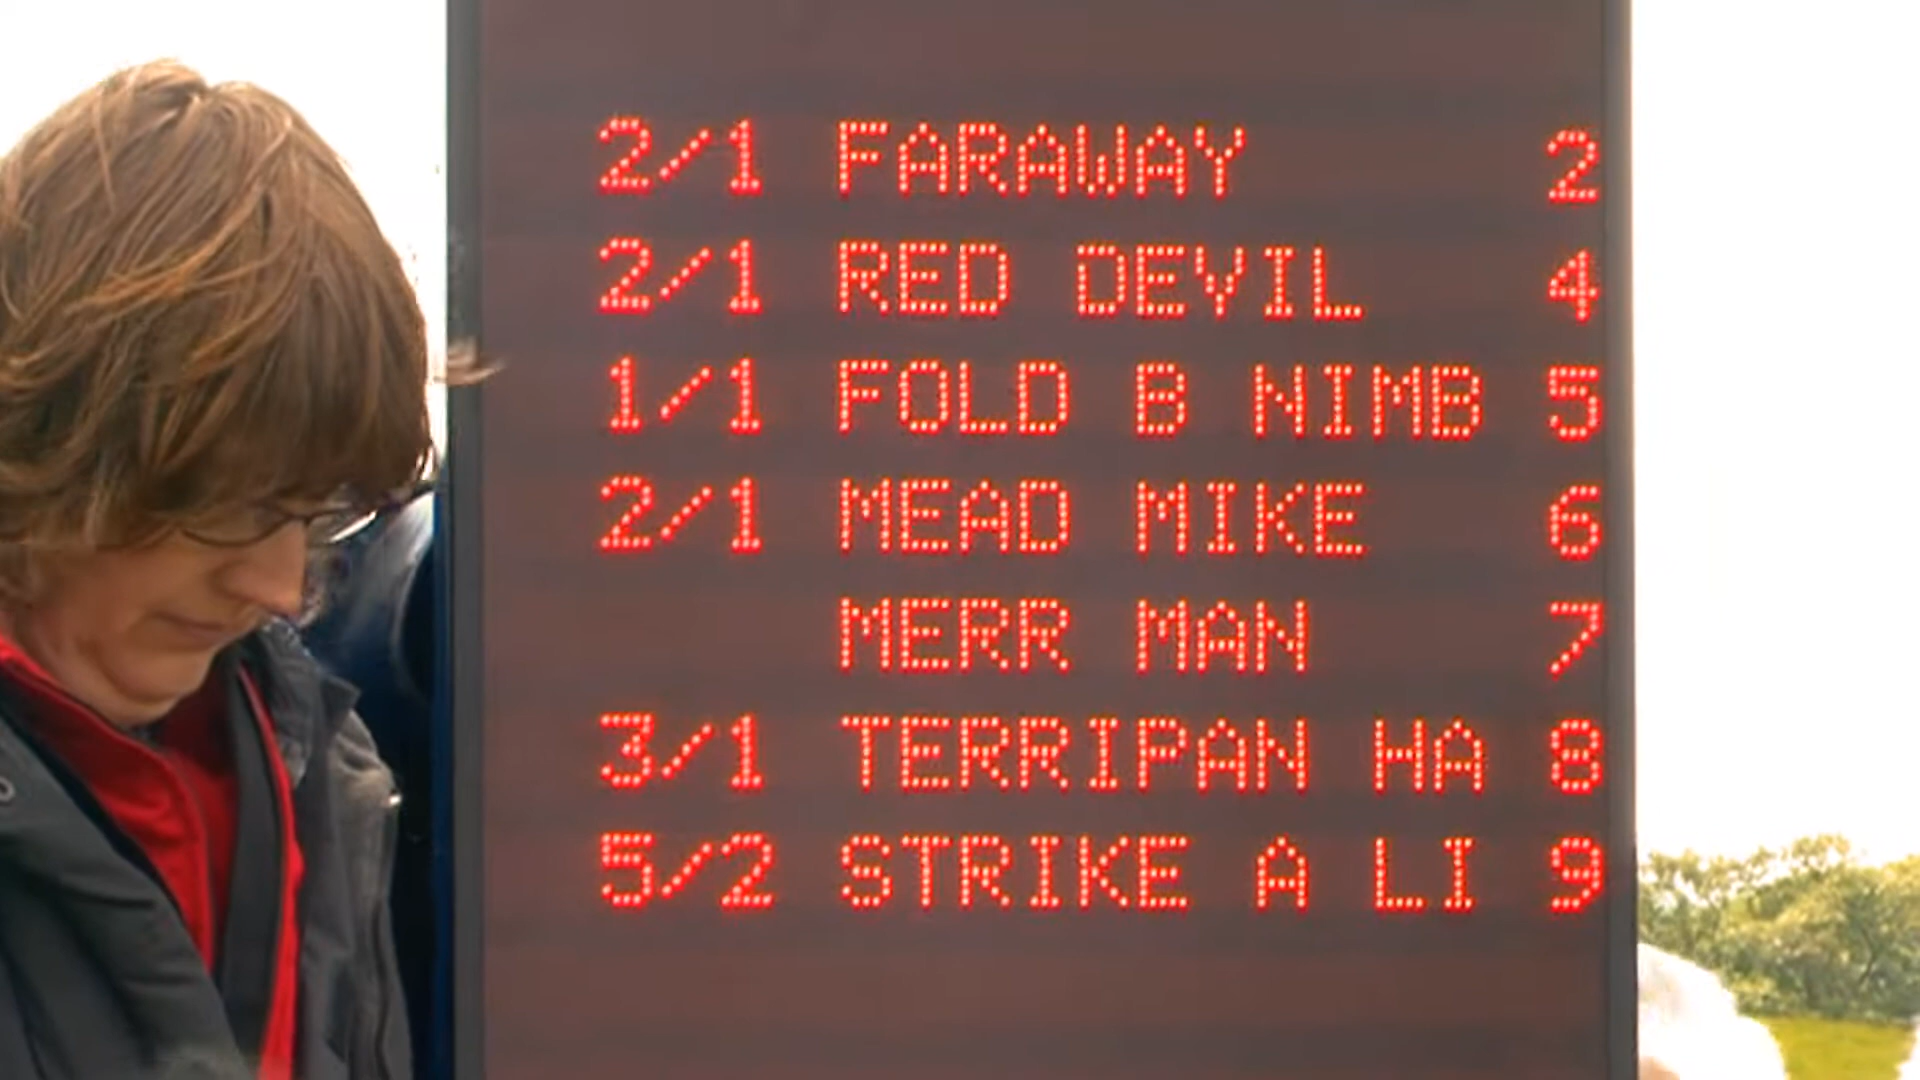 2/1 FARAWAY 2
2/1 RED DEVIL 4
1/1 FOLD B NIMB 5
2/1 MEAD MIKE 6
MERR MAN 7
3/1 TERRIPAN HA 8
5/2 STRIKE A LI 9